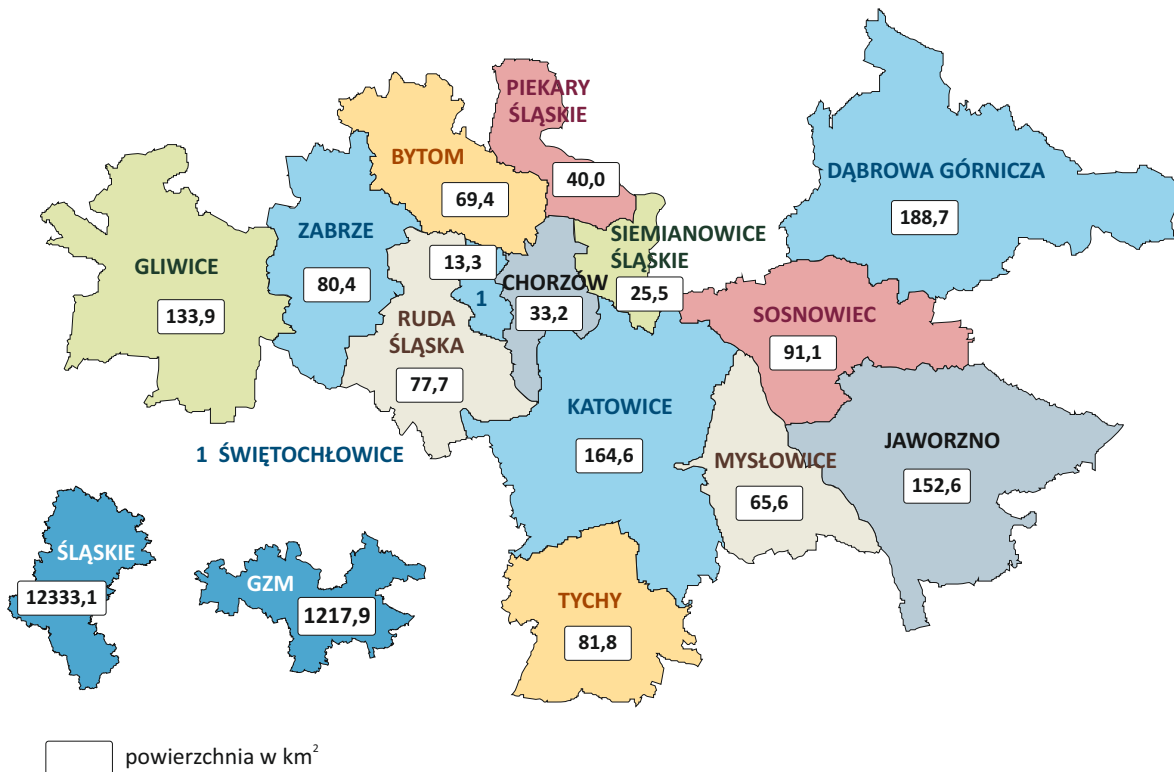 PIEKARY
ŚLĄSKIE
40,0
BYTOM
69,4
DĄBROWA GÓRNICZA
188,7
ZABRZE
80,4
GLIWICE
133,9
13,3
SIEMIANOWICE
ŚLĄSKIE
25,5
CHORZÓW
33,2
1
RUDA
ŚLĄSKA
77,7
SOSNOWIEC
91,1
KATOWICE
164,6
MYSŁOWICE
65,6
JAWORZNO
152,6
1 ŚWIĘTOCHŁOWICE
ŚLĄSKIE
12333,1
GZM
1217,9
TYCHY
81,8
powierzchnia w km²